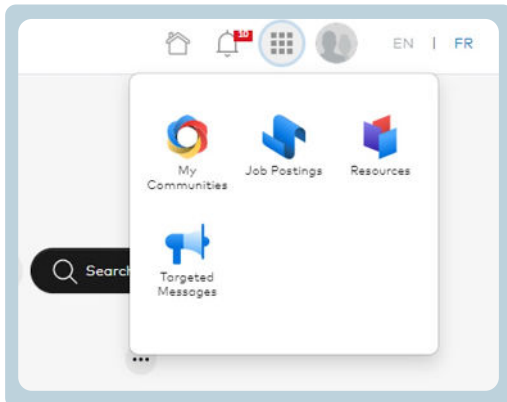 10
EN | FR
My
Communities
Job Postings
Resources
Search
Targeted
Messages